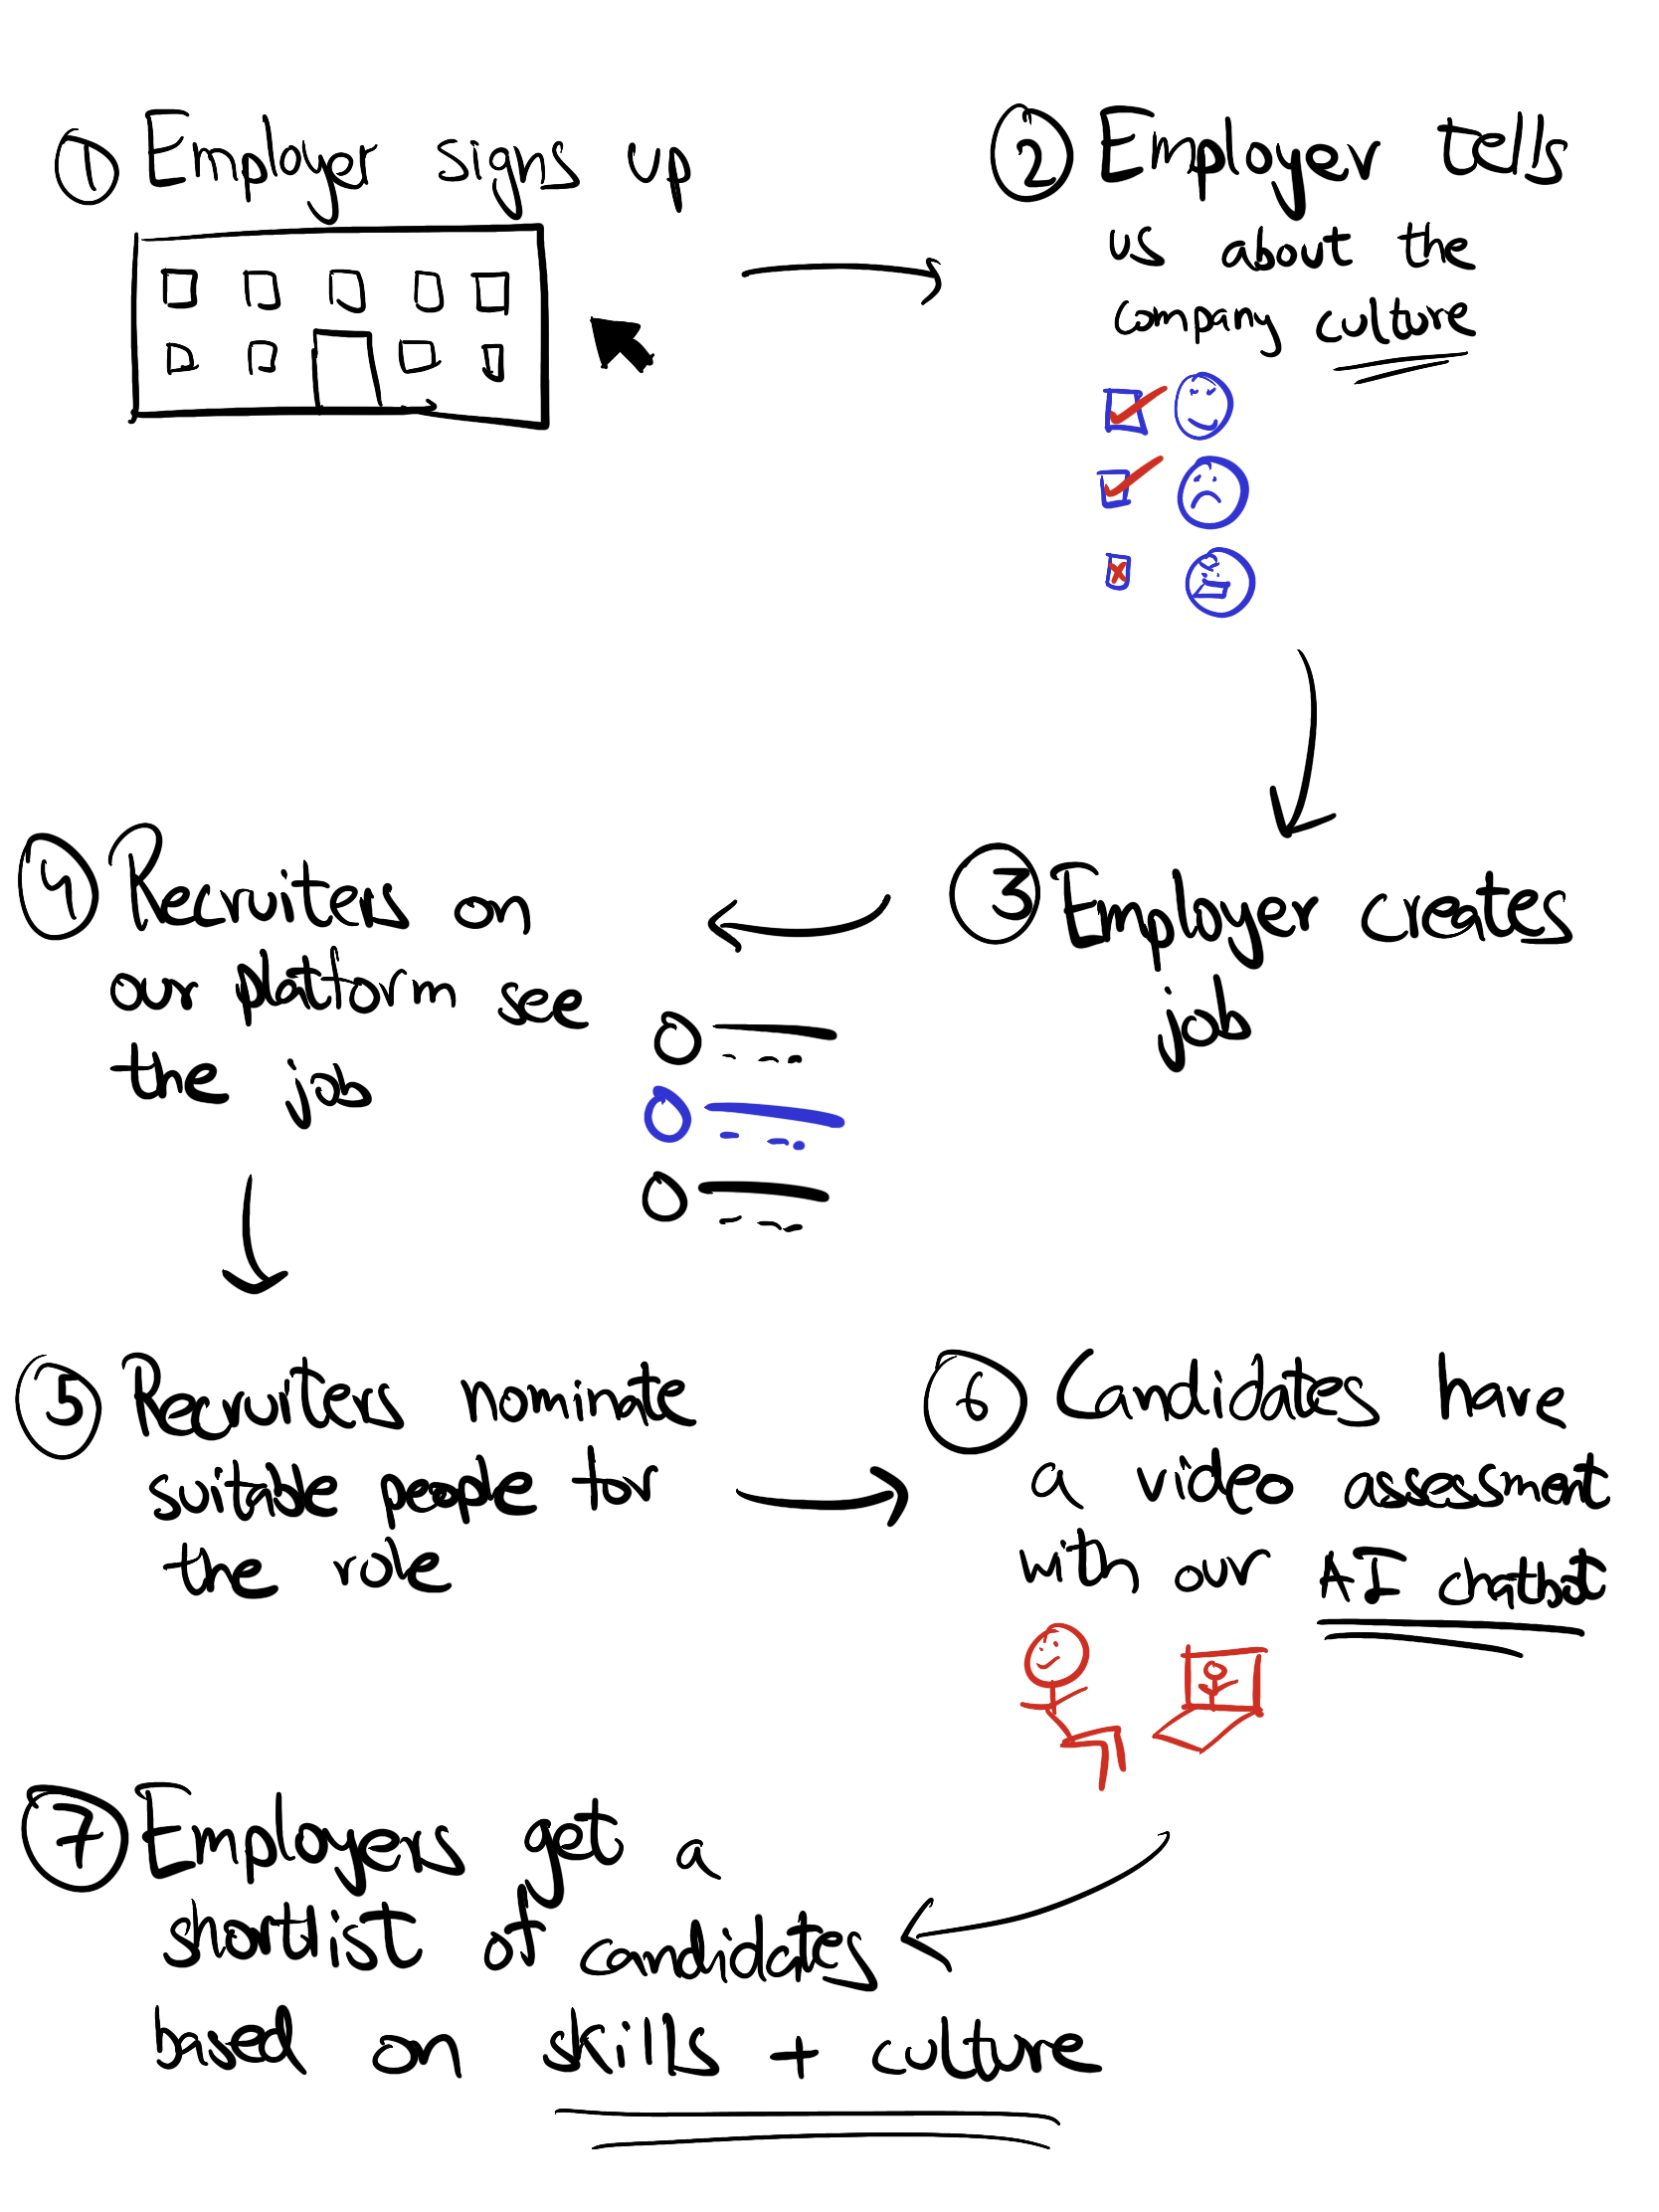 1 Employer signs up
2 Employer tells
us about the
company culture
3 Employer creates
job
4 Recruiters on
our platform see
the job
5 Recruiters nominate
suitable people for
the role
6 Candidates have
a video assessment
with our AI chatbot
7 Employers get a
shortlist of candidates
based on skills + culture